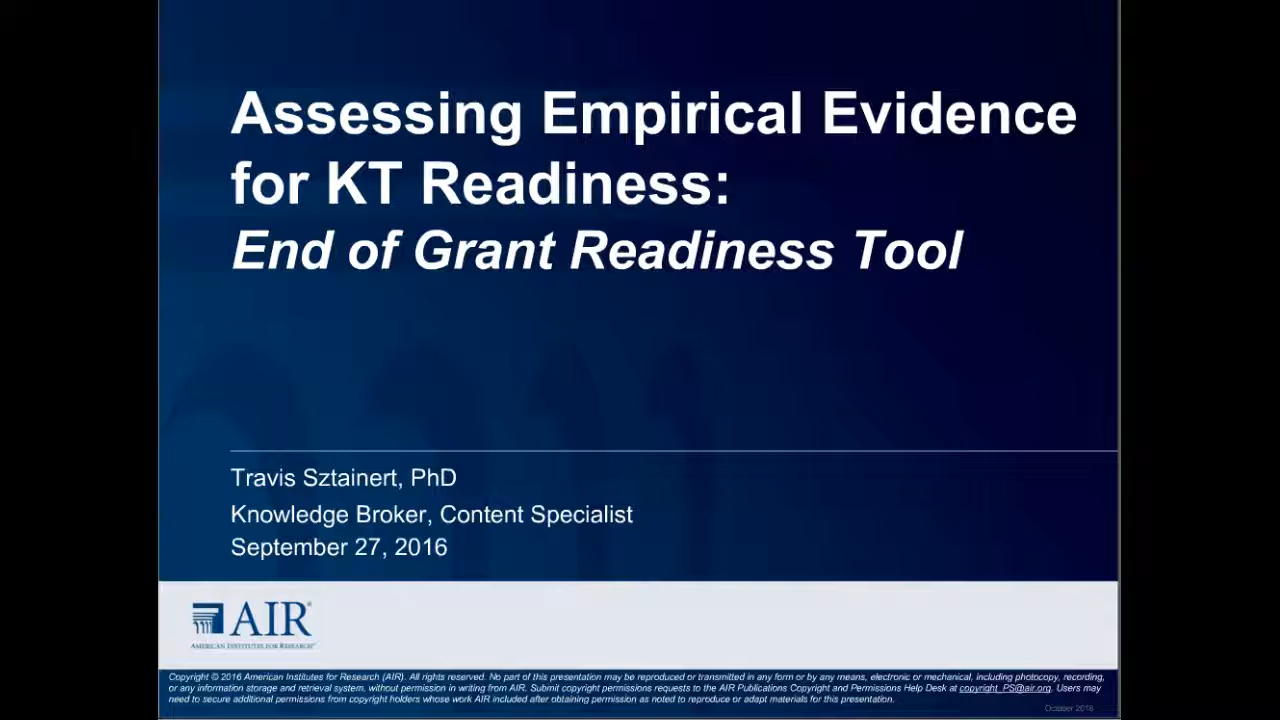 Assessing Empirical Evidence
for KT Readiness:
End of Grant Readiness Tool
Travis Sztainert, PhD
Knowledge Broker, Content Specialist
September 27, 2016
AIR®
AMERICAN INSTITUTES FOR RESEARCH®
Copyright © 2016 American Institutes for Research (AIR). All rights reserved. No part of this presentation may be reproduced or transmitted in any form or by any means, electronic or mechanical, including photocopy, recording,
or any information storage and retrieval system, without permission in writing from AIR. Submit copyright permissions requests to the AIR Publications Copyright and Permissions Help Desk at copyright_PS@air.org. Users may
need to secure additional permissions from copyright holders whose work AIR included after obtaining permission as noted to reproduce or adapt materials for this presentation.
October 2016